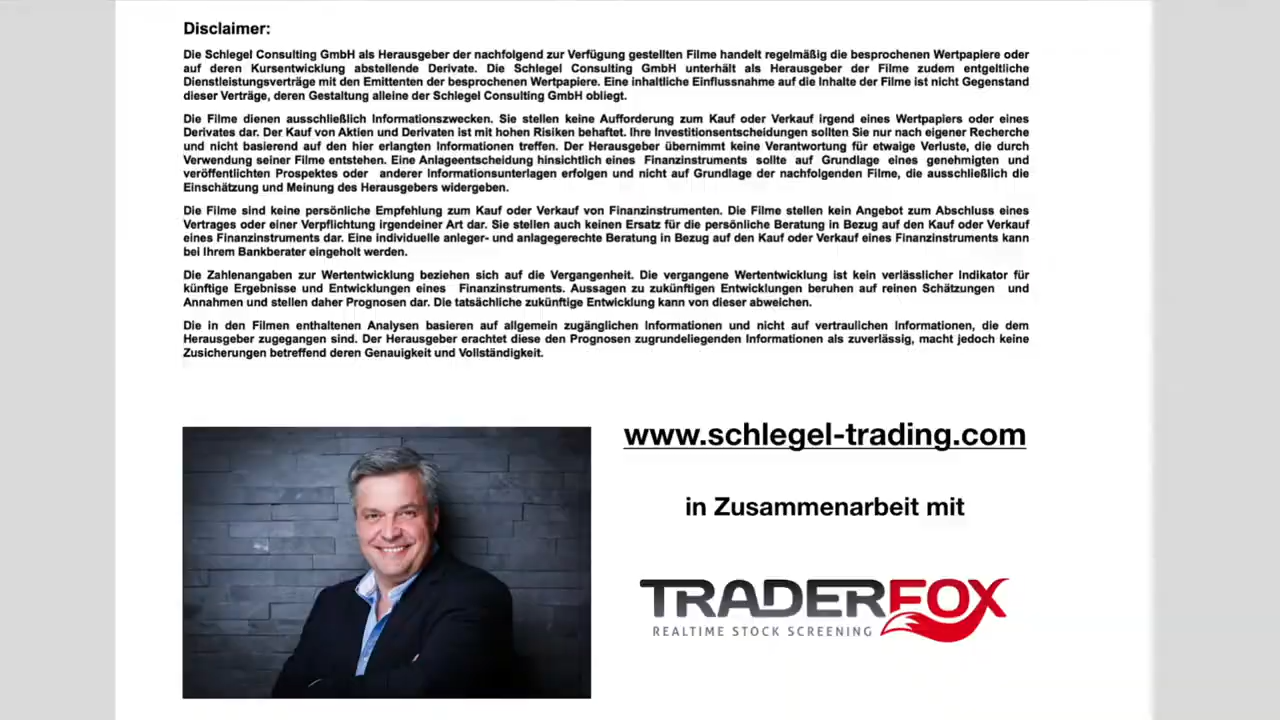 Disclaimer:
Die Schlegel Consulting GmbH als Herausgeber der nachfolgend zur Verfügung gestellten Filme handelt regelmäßig die besprochenen Wertpapiere oder
auf deren Kursentwicklung abstellende Derivate. Die Schlegel Consulting GmbH unterhält als Herausgeber der Filme zudem entgeltliche
Dienstleistungsverträge mit den Emittenten der besprochenen Wertpapiere. Eine inhaltliche Einflussnahme auf die Inhalte der Filme ist nicht Gegenstand
dieser Verträge, deren Gestaltung alleine der Schlegel Consulting GmbH obliegt.
Die Filme dienen ausschließlich Informationszwecken. Sie stellen keine Aufforderung zum Kauf oder Verkauf irgend eines Wertpapiers oder eines
Derivates dar. Der Kauf von Aktien und Derivaten ist mit hohen Risiken behaftet. Ihre Investitionsentscheidungen sollten Sie nur nach eigener Recherche
und nicht basierend auf den hier erlangten Informationen treffen. Der Herausgeber übernimmt keine Verantwortung für etwaige Verluste, die durch
Verwendung seiner Filme entstehen. Eine Anlageentscheidung hinsichtlich eines Finanzinstruments sollte auf Grundlage eines genehmigten und
veröffentlichten Prospektes oder anderer Informationsunterlagen erfolgen und nicht auf Grundlage der nachfolgenden Filme, die ausschließlich die
Einschätzung und Meinung des Herausgebers widergeben.
Die Filme sind keine persönliche Empfehlung zum Kauf oder Verkauf von Finanzinstrumenten. Die Filme stellen kein Angebot zum Abschluss eines
Vertrages oder einer Verpflichtung irgendeiner Art dar. Sie stellen auch keinen Ersatz für die persönliche Beratung in Bezug auf den Kauf oder Verkauf
eines Finanzinstruments dar. Eine individuelle anleger- und anlagegerechte Beratung in Bezug auf den Kauf oder Verkauf eines Finanzinstruments kann
bei Ihrem Bankberater eingeholt werden.
Die Zahlenangaben zur Wertentwicklung beziehen sich auf die Vergangenheit. Die vergangene Wertentwicklung ist kein verlässlicher Indikator für
künftige Ergebnisse und Entwicklungen eines Finanzinstruments. Aussagen zu zukünftigen Entwicklungen beruhen auf reinen Schätzungen und
Annahmen und stellen daher Prognosen dar. Die tatsächliche zukünftige Entwicklung kann von dieser abweichen.
Die in den Filmen enthaltenen Analysen basieren auf allgemein zugänglichen Informationen und nicht auf vertraulichen Informationen, die dem
Herausgeber zugegangen sind. Der Herausgeber erachtet diese den Prognosen zugrundeliegenden Informationen als zuverlässig, macht jedoch keine
Zusicherungen betreffend deren Genauigkeit und Vollständigkeit.
www.schlegel-trading.com
in Zusammenarbeit mit
TRADERFOX
REALTIME STOCK SCREENING